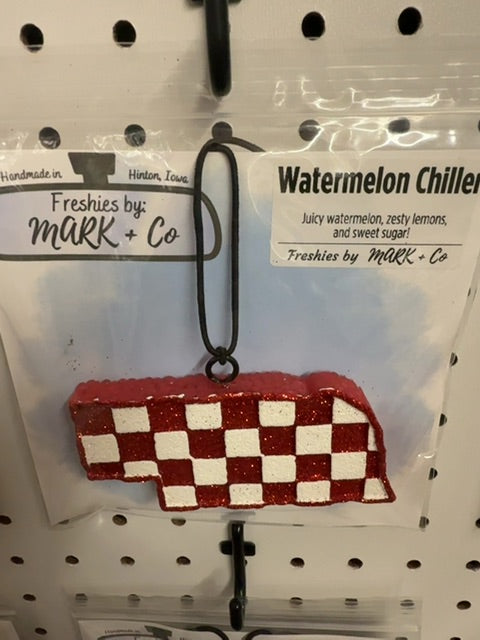 Handmade in Hinton, Iowa
Freshies by:
MARK + Co
Watermelon Chiller
Juicy watermelon, zesty lemons,
and sweet sugar!
Freshies by MARK + Co